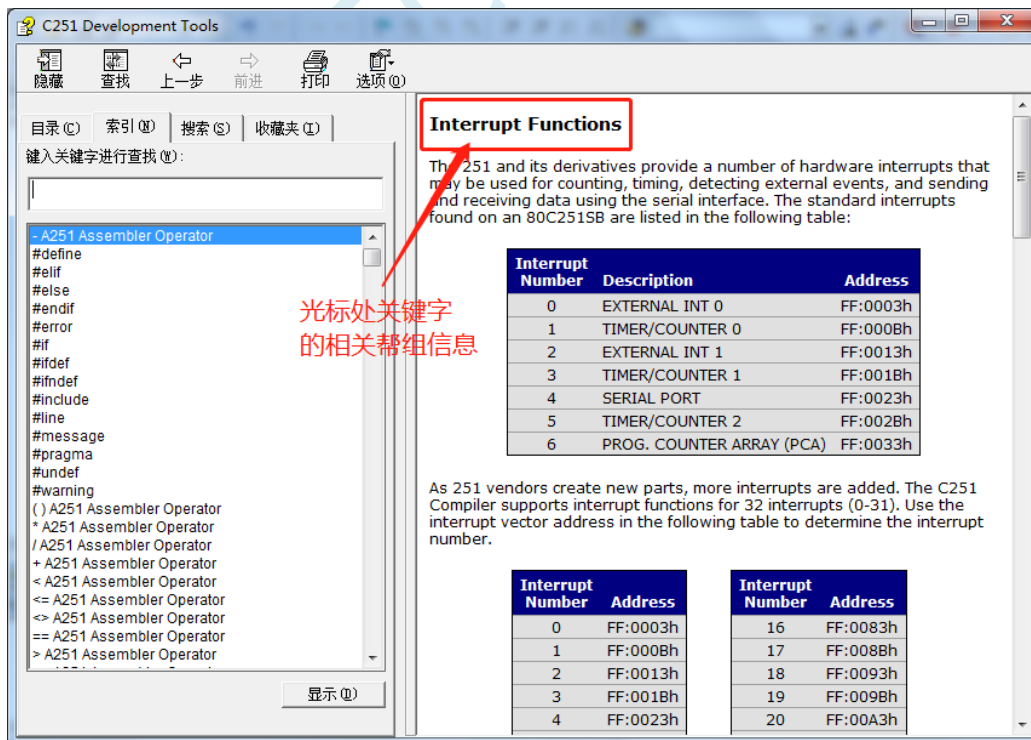 C251 Development Tools
隐藏 查找 上一步 前进 打印 选项(O)
目录(C) 索引(N) 搜索(S) 收藏夹(I)
键入关键字进行查找(W):
- A251 Assembler Operator
#define
#elif
#else
#endif
#error
#if
#ifdef
#ifndef
#include
#line
#message
#pragma
#undef
#warning
( ) A251 Assembler Operator
* A251 Assembler Operator
/ A251 Assembler Operator
+ A251 Assembler Operator
< A251 Assembler Operator
<= A251 Assembler Operator
<> A251 Assembler Operator
== A251 Assembler Operator
> A251 Assembler Operator
显示(D)
光标处关键字
的相关帮组信息
Interrupt Functions
The 251 and its derivatives provide a number of hardware interrupts that
may be used for counting, timing, detecting external events, and sending
and receiving data using the serial interface. The standard interrupts
found on an 80C251SB are listed in the following table:
Interrupt
Number Description Address
0 EXTERNAL INT 0 FF:0003h
1 TIMER/COUNTER 0 FF:000Bh
2 EXTERNAL INT 1 FF:0013h
3 TIMER/COUNTER 1 FF:001Bh
4 SERIAL PORT FF:0023h
5 TIMER/COUNTER 2 FF:002Bh
6 PROG. COUNTER ARRAY (PCA) FF:0033h
As 251 vendors create new parts, more interrupts are added. The C251
Compiler supports interrupt functions for 32 interrupts (0-31). Use the
interrupt vector address in the following table to determine the interrupt
number.
Interrupt Interrupt
Number Address Number Address
0 FF:0003h 16 FF:0083h
1 FF:000Bh 17 FF:008Bh
2 FF:0013h 18 FF:0093h
3 FF:001Bh 19 FF:009Bh
4 FF:0023h 20 FF:00A3h